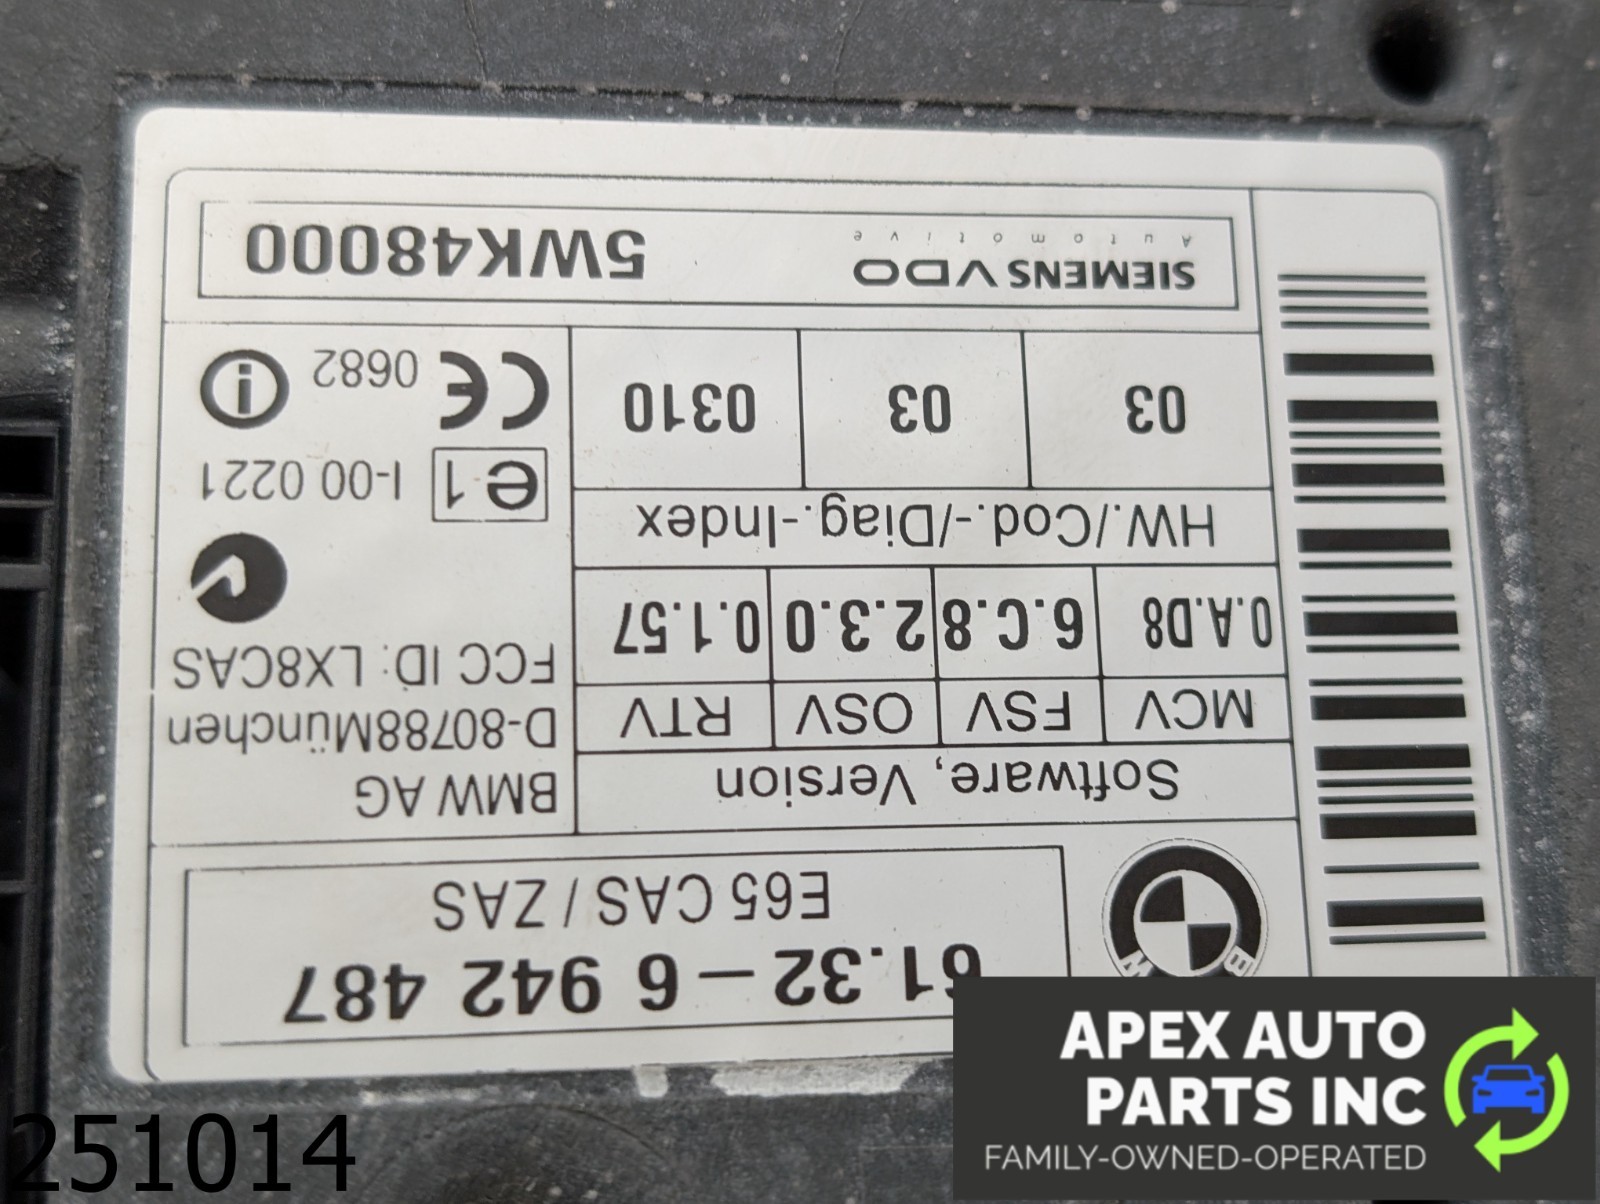 61.32-6 942 487
E65 CAS / ZAS
Software, Version
MCV FSV OSV RTV
0.A.D8 6.C.8 2.3.0 0.1.57
HW./Cod.-/Diag.-Index
03 03 0310
BMW AG
D-80788München
FCC ID: LX8CAS
e1 I-00 0221
CE 0682
SIEMENS VDO
Automotive
5WK48000
251014
APEX AUTO
PARTS INC
FAMILY-OWNED-OPERATED